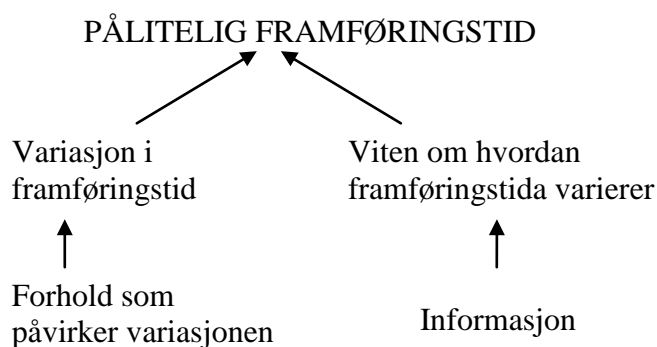 PÅLITELIG FRAMFØRINGSTID
Variasjon i
framføringstid
Viten om hvordan
framføringstida varierer
Forhold som
påvirker variasjonen
Informasjon